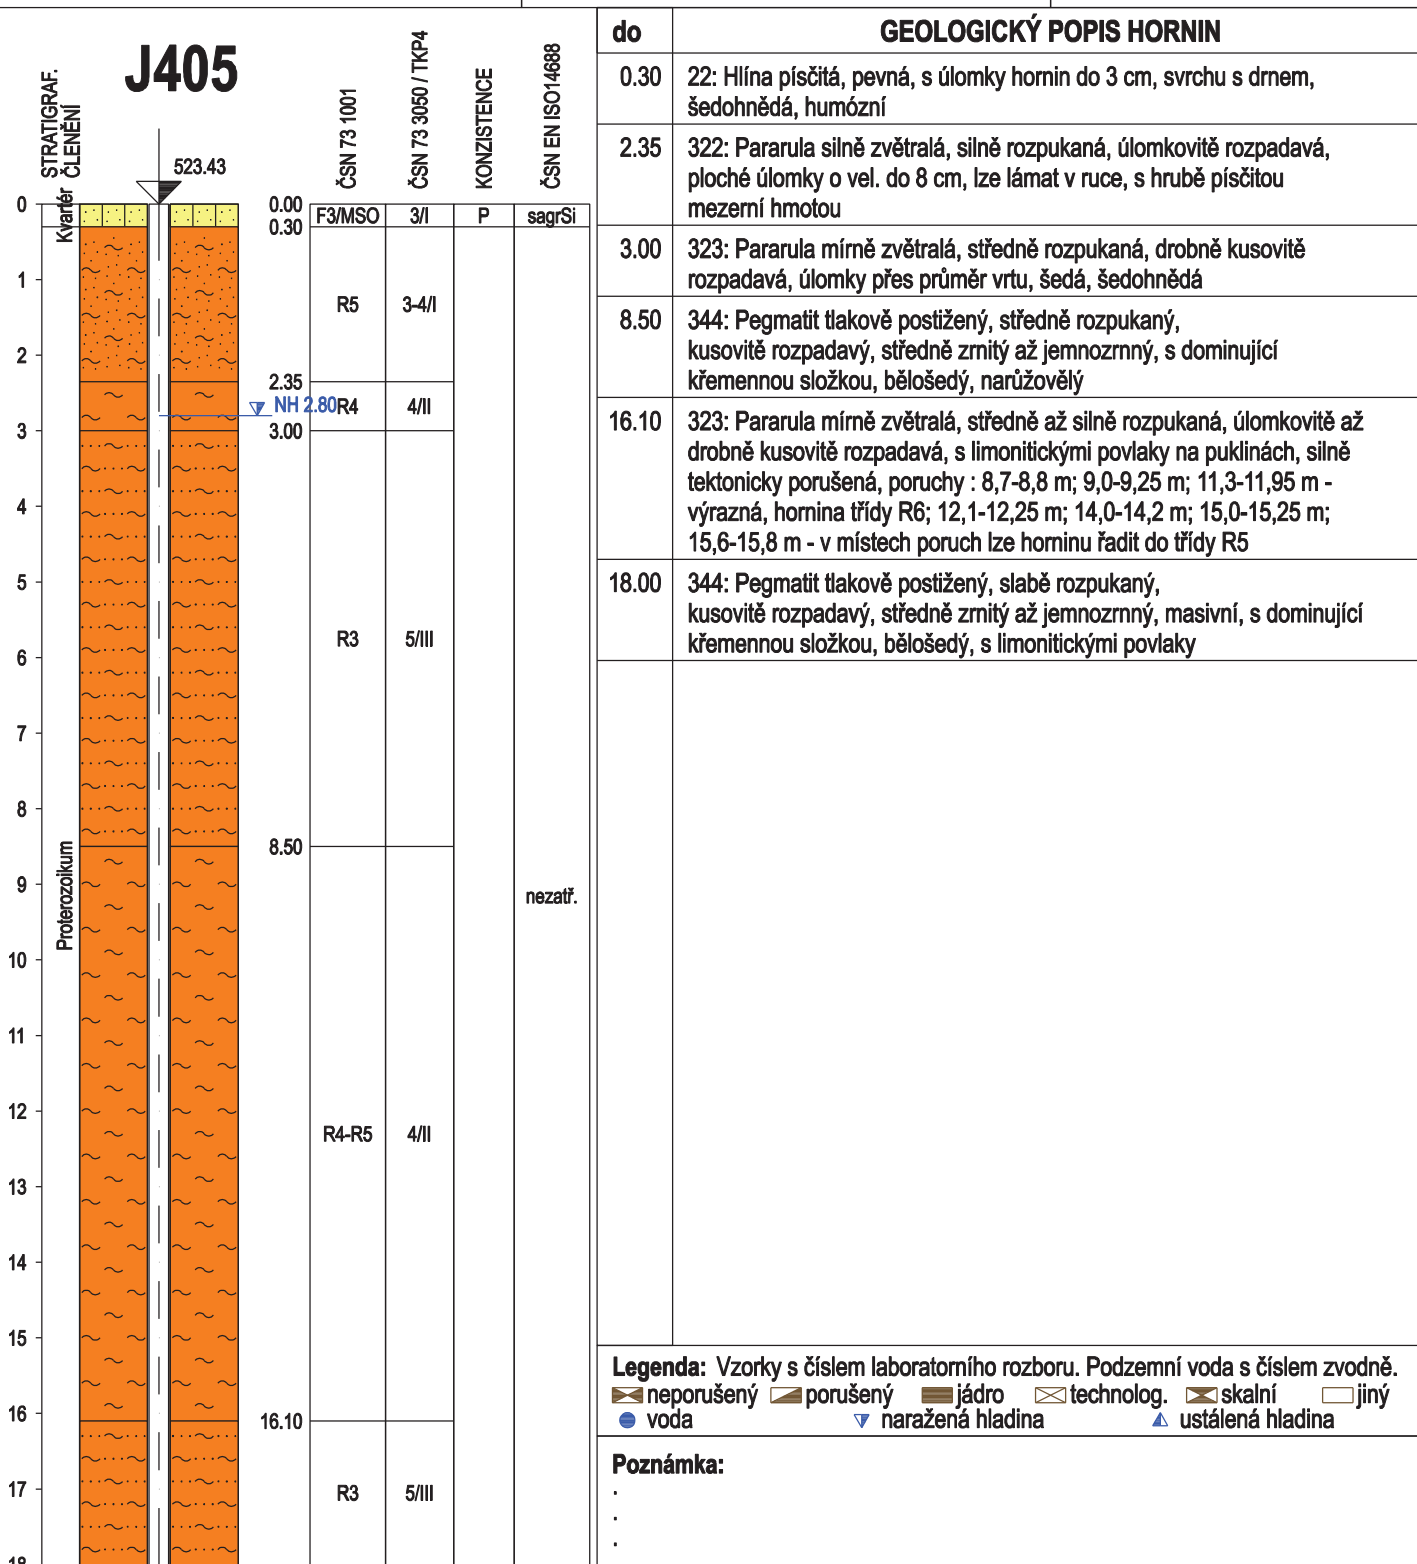 J405
STRATIGRAF.
ČLENĚNÍ
ČSN 73 1001
ČSN 73 3050 / TKP4
KONZISTENCE
ČSN EN ISO14688
523.43
0
1
2
3
4
5
6
7
8
9
10
11
12
13
14
15
16
17
18
Kvartér
Proterozoikum
0.00
0.30
2.35
NH 2.80
3.00
8.50
16.10
F3/MSO 3/I P sagrSi
R5 3-4/I
R4 4/II
R3 5/III
R4-R5 4/II
R3 5/III
nezatř.
do GEOLOGICKÝ POPIS HORNIN
0.30 22: Hlína písčitá, pevná, s úlomky hornin do 3 cm, svrchu s drnem,
šedohnědá, humózní
2.35 322: Pararula silně zvětralá, silně rozpukaná, úlomkovitě rozpadavá,
ploché úlomky o vel. do 8 cm, lze lámat v ruce, s hrubě písčitou
mezerní hmotou
3.00 323: Pararula mírně zvětralá, středně rozpukaná, drobně kusovitě
rozpadavá, úlomky přes průměr vrtu, šedá, šedohnědá
8.50 344: Pegmatit tlakově postižený, středně rozpukaný,
kusovitě rozpadavý, středně zrnitý až jemnozrnný, s dominující
křemennou složkou, bělošedý, narůžovělý
16.10 323: Pararula mírně zvětralá, středně až silně rozpukaná, úlomkovitě až
drobně kusovitě rozpadavá, s limonitickými povlaky na puklinách, silně
tektonicky porušená, poruchy : 8,7-8,8 m; 9,0-9,25 m; 11,3-11,95 m -
výrazná, hornina třídy R6; 12,1-12,25 m; 14,0-14,2 m; 15,0-15,25 m;
15,6-15,8 m - v místech poruch lze horninu řadit do třídy R5
18.00 344: Pegmatit tlakově postižený, slabě rozpukaný,
kusovitě rozpadavý, středně zrnitý až jemnozrnný, masivní, s dominující
křemennou složkou, bělošedý, s limonitickými povlaky
Legenda: Vzorky s číslem laboratorního rozboru. Podzemní voda s číslem zvodně.
neporušený porušený jádro technolog. skalní jiný
voda naražená hladina ustálená hladina
Poznámka:
.
.
.